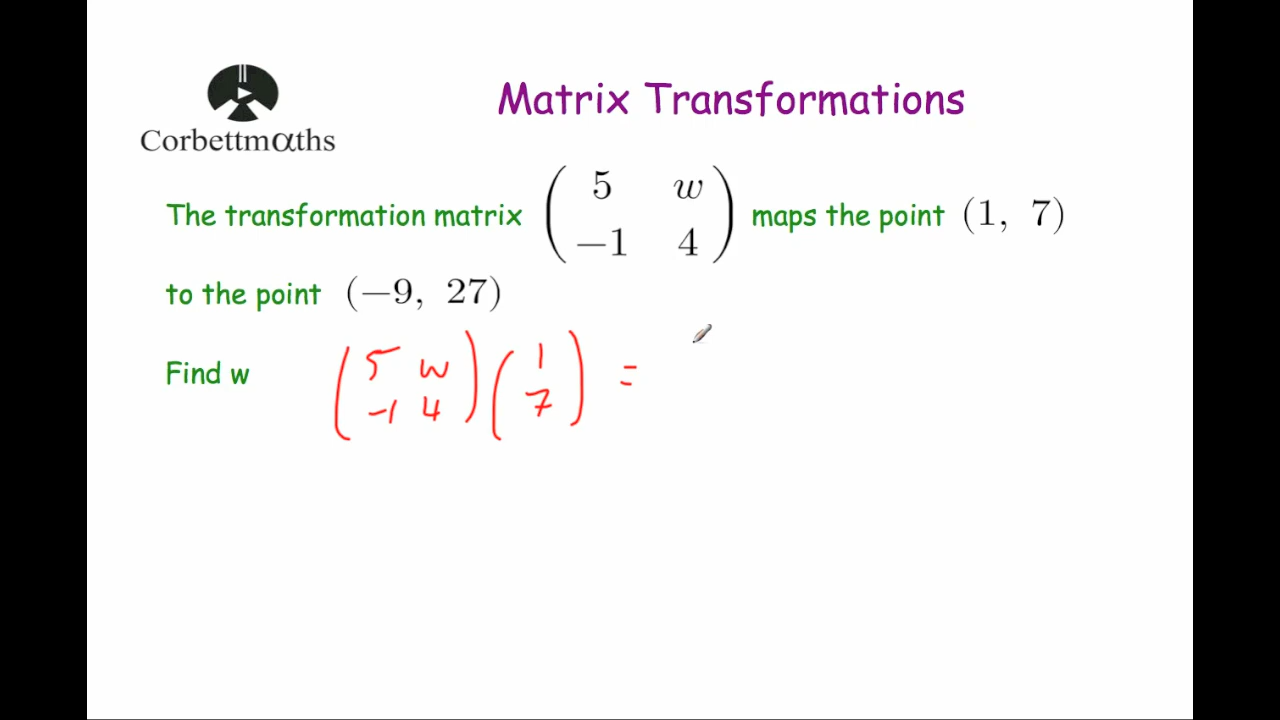 Corbettmαths
Matrix Transformations
The transformation matrix ( 5 w ; −1 4 ) maps the point (1, 7)
to the point (−9, 27)
Find w ( 5 w ; -1 4 ) ( 1 ; 7 ) =